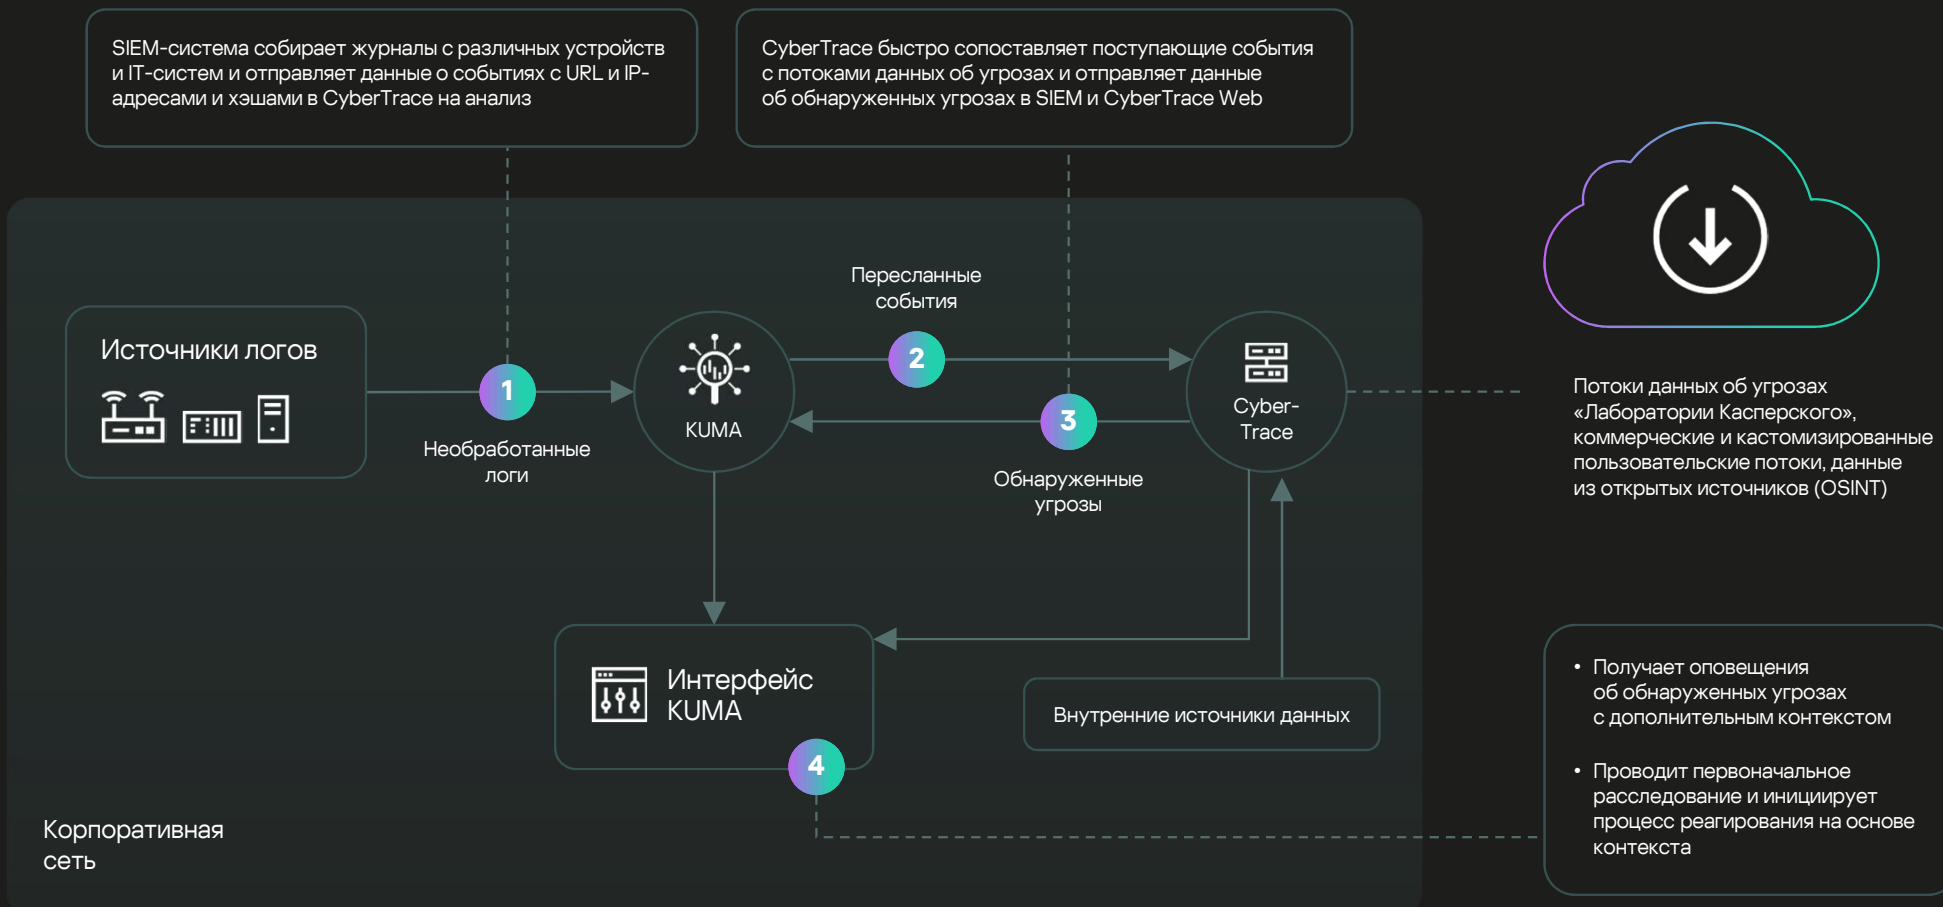 SIEM-система собирает журналы с различных устройств
и IT-систем и отправляет данные о событиях с URL и IP-
адресами и хэшами в CyberTrace на анализ
CyberTrace быстро сопоставляет поступающие события
с потоками данных об угрозах и отправляет данные
об обнаруженных угрозах в SIEM и CyberTrace Web
Источники логов
1
Необработанные
логи
KUMA
Пересланные
события
2
3
Обнаруженные
угрозы
Cyber-
Trace
Потоки данных об угрозах
«Лаборатории Касперского»,
коммерческие и кастомизированные
пользовательские потоки, данные
из открытых источников (OSINT)
Интерфейс
KUMA
4
Внутренние источники данных
• Получает оповещения
об обнаруженных угрозах
с дополнительным контекстом
• Проводит первоначальное
расследование и инициирует
процесс реагирования на основе
контекста
Корпоративная
сеть